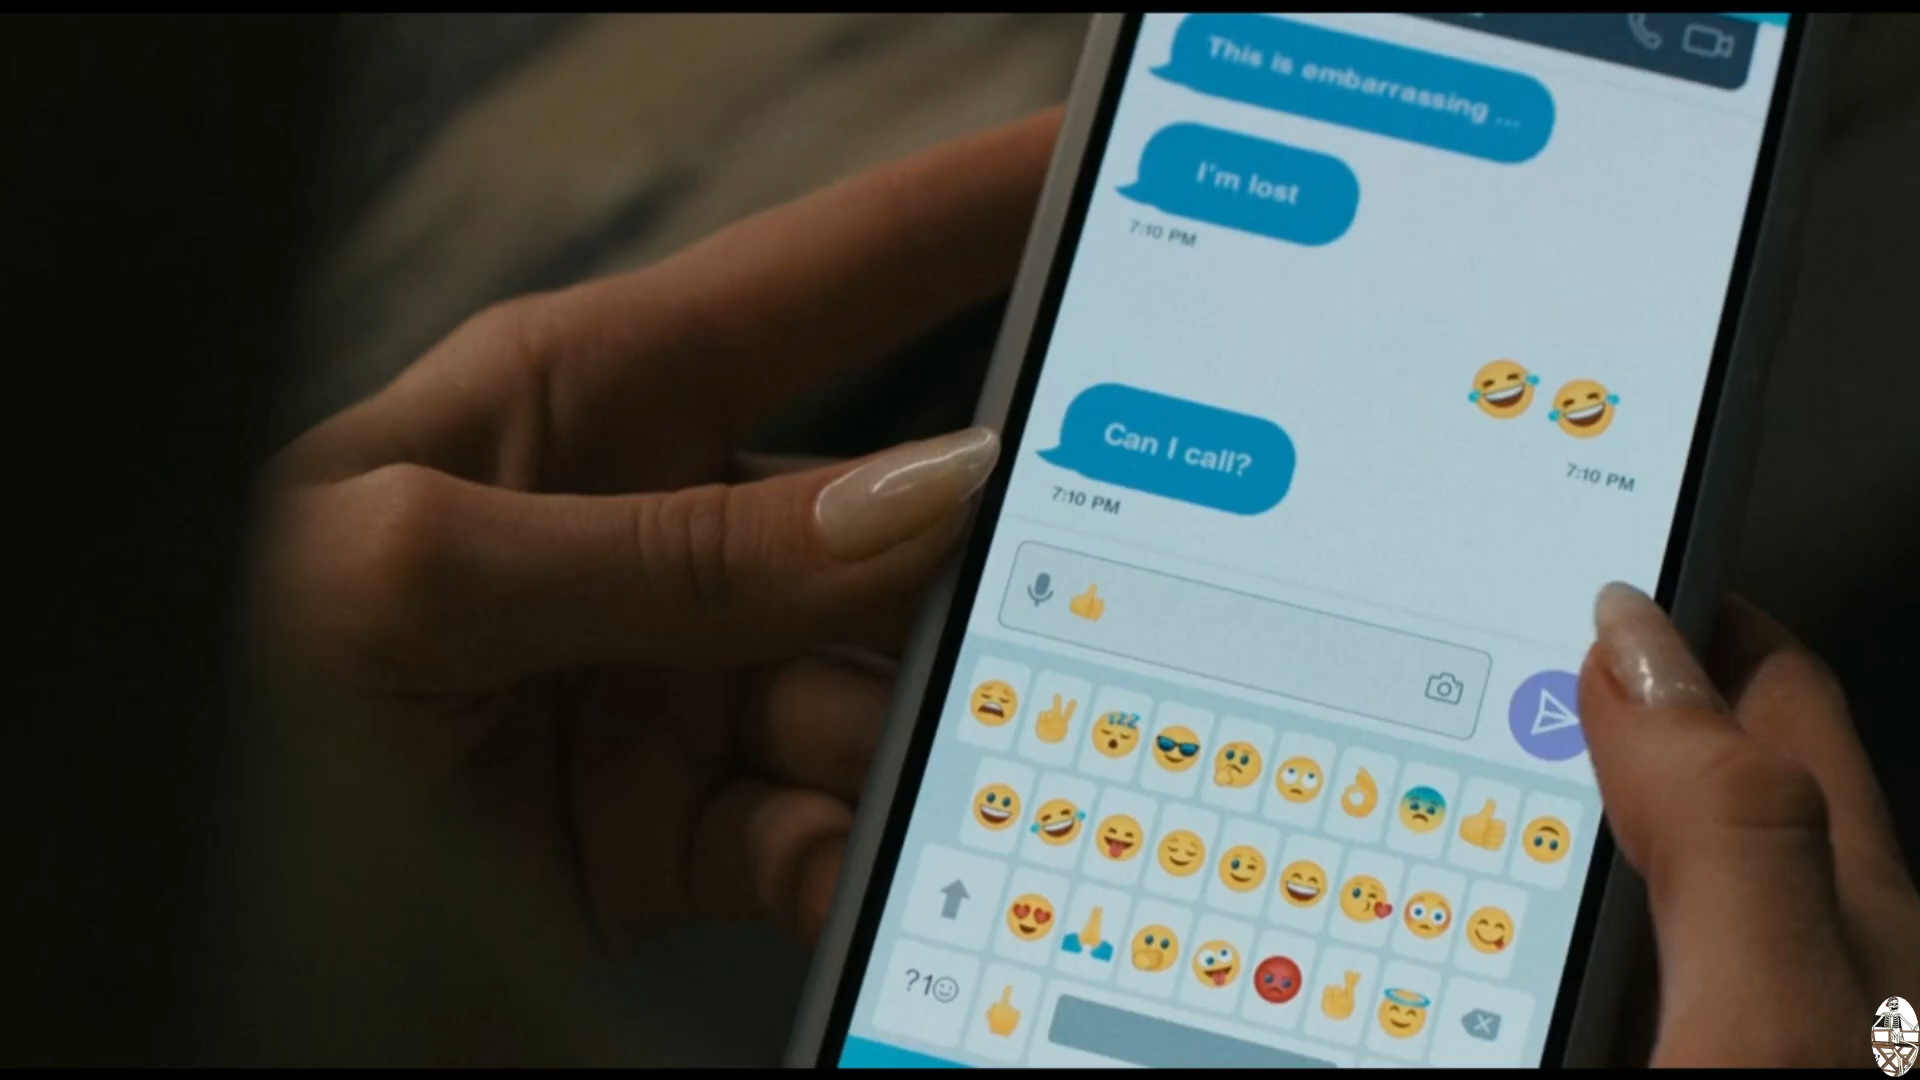 This is embarrassing ...
I'm lost
7:10 PM
7:10 PM
Can I call?
7:10 PM
?1☺